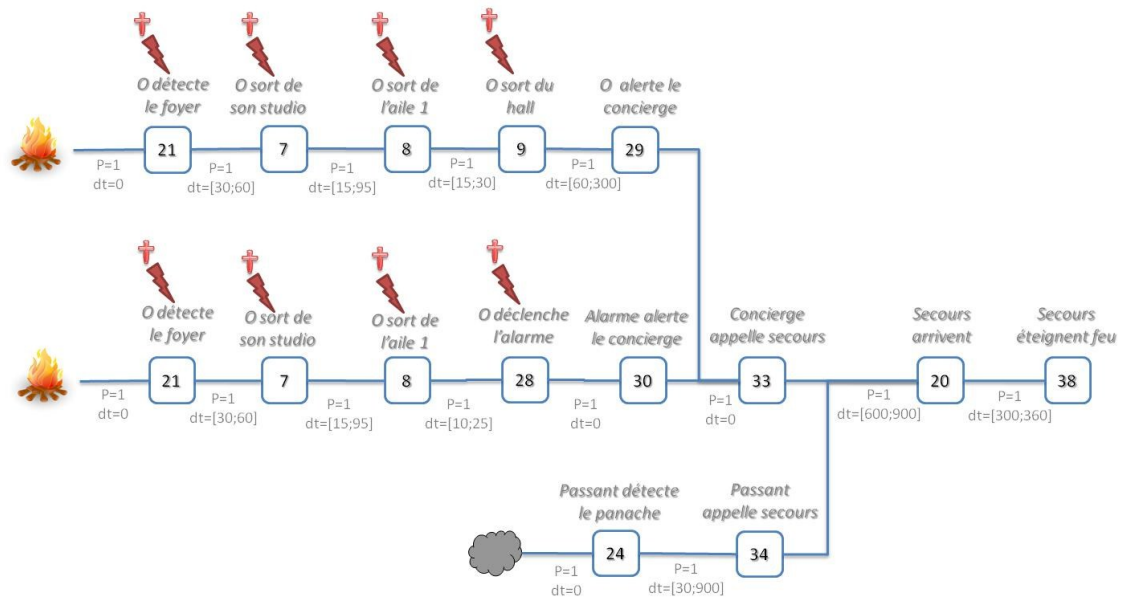 O détecte
le foyer
O sort de
son studio
O sort de
l'aile 1
O sort du
hall
O alerte le
concierge
21
7
8
9
29
P=1
dt=0
P=1
dt=[30;60]
P=1
dt=[15;95]
P=1
dt=[15;30]
P=1
dt=[60;300]
O détecte
le foyer
O sort de
son studio
O sort de
l'aile 1
O déclenche
l'alarme
Alarme alerte
le concierge
Concierge
appelle secours
Secours
arrivent
Secours
éteignent feu
21
7
8
28
30
33
20
38
P=1
dt=0
P=1
dt=[30;60]
P=1
dt=[15;95]
P=1
dt=[10;25]
P=1
dt=0
P=1
dt=0
P=1
dt=[600;900]
P=1
dt=[300;360]
Passant détecte
le panache
Passant
appelle secours
24
34
P=1
dt=0
P=1
dt=[30;900]